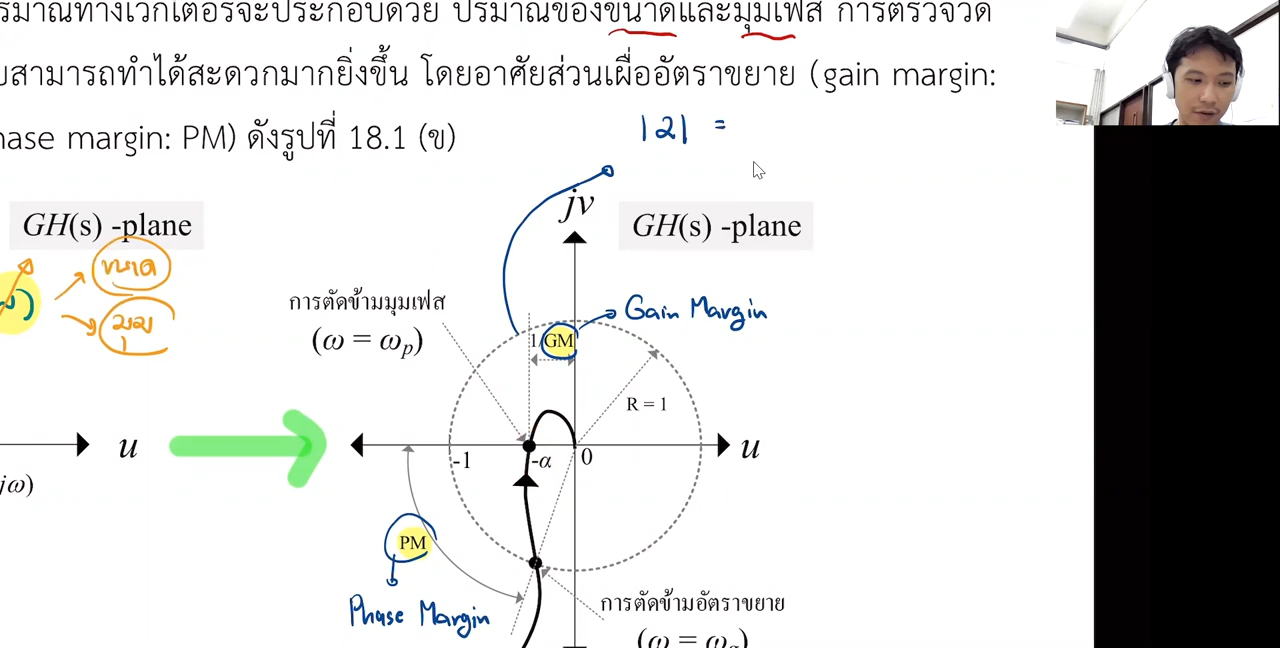 รมาณทางเวกเตอร์จะประกอบด้วย ปริมาณของขนาดและมุมเฟส การตรวจวัด
บสามารถทำได้สะดวกมากยิ่งขึ้น โดยอาศัยส่วนเผื่ออัตราขยาย (gain margin:
hase margin: PM) ดังรูปที่ 18.1 (ข)
|2| =
GH(s) -plane
jv
GH(s) -plane
ขนาด
มุม
การตัดข้ามมุมเฟส
(ω = ωp)
Gain Margin
1/GM
R = 1
u
-1
-α
0
u
jω)
PM
Phase Margin
การตัดข้ามอัตราขยาย
(ω = ωg)